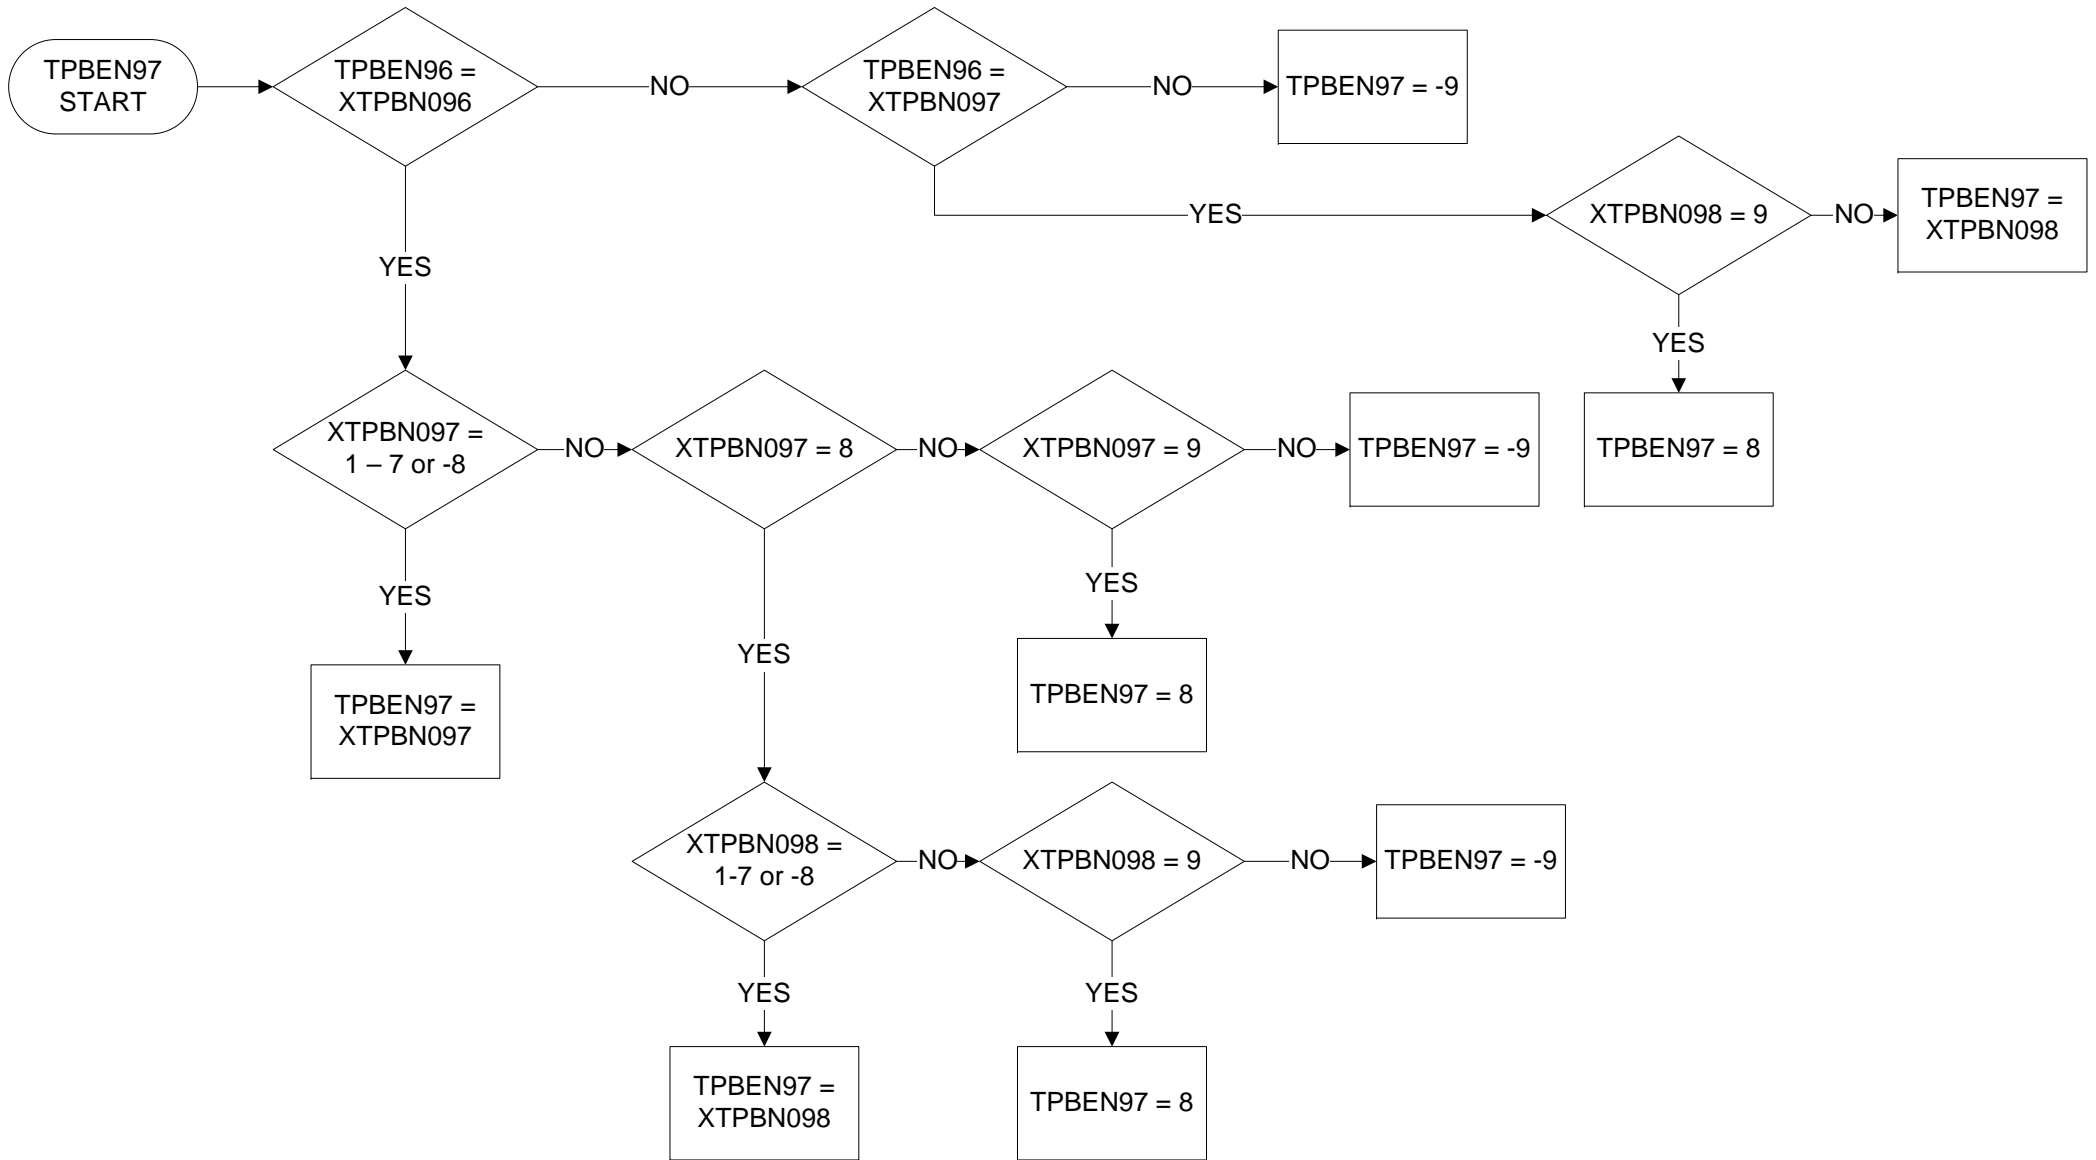 TPBEN97
START
TPBEN96 =
XTPBN096
NO
TPBEN96 =
XTPBN097
NO
TPBEN97 = -9
YES
XTPBN098 = 9
NO
TPBEN97 =
XTPBN098
YES
YES
TPBEN97 = 8
XTPBN097 =
1 – 7 or -8
NO
XTPBN097 = 8
NO
XTPBN097 = 9
NO
TPBEN97 = -9
YES
YES
YES
TPBEN97 =
XTPBN097
TPBEN97 = 8
XTPBN098 =
1-7 or -8
NO
XTPBN098 = 9
NO
TPBEN97 = -9
YES
YES
TPBEN97 =
XTPBN098
TPBEN97 = 8